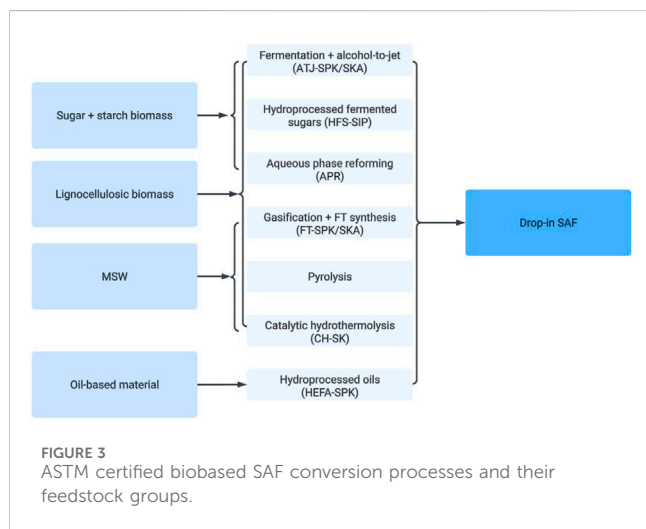 Fermentation + alcohol-to-jet
(ATJ-SPK/SKA)
Sugar + starch biomass
Hydroprocessed fermented
sugars (HFS-SIP)
Aqueous phase reforming
(APR)
Lignocellulosic biomass
Gasification + FT synthesis
(FT-SPK/SKA)
Drop-in SAF
MSW
Pyrolysis
Catalytic hydrothermolysis
(CH-SK)
Oil-based material
Hydroprocessed oils
(HEFA-SPK)
FIGURE 3
ASTM certified biobased SAF conversion processes and their
feedstock groups.